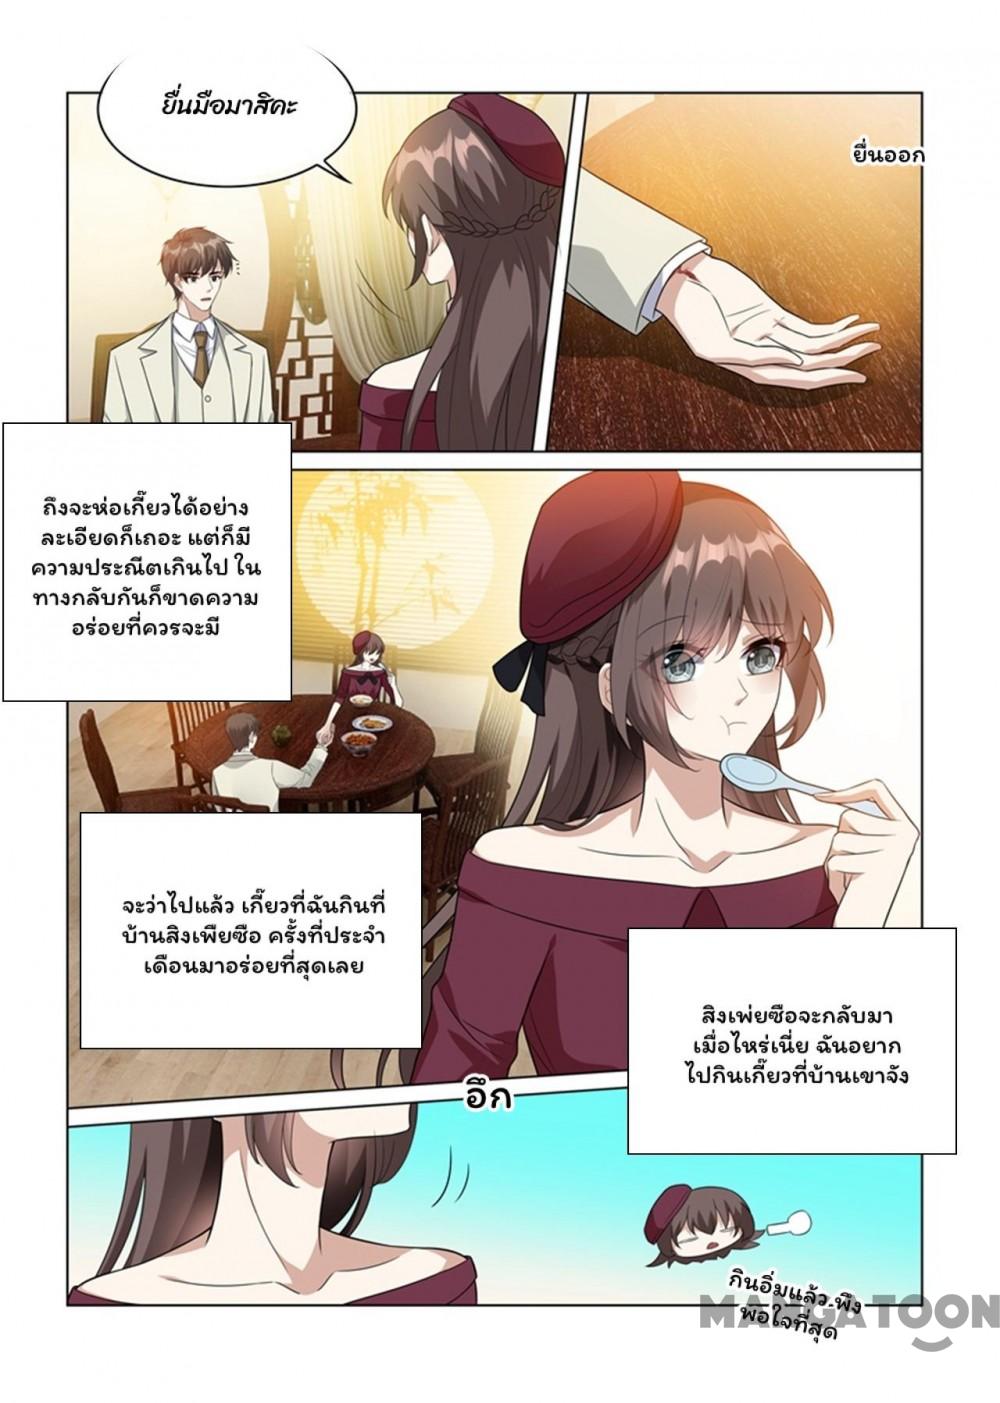 ยื่นมือมาสิคะ
ยื่นออก
ถึงจะห่อเกี๊ยวได้อย่าง
ละเอียดก็เถอะ แต่ก็มี
ความประณีตเกินไป ใน
ทางกลับกันก็ขาดความ
อร่อยที่ควรจะมี
จะว่าไปแล้ว เกี๊ยวที่ฉันกินที่
บ้านสิงเพียซือ ครั้งที่ประจำ
เดือนมาอร่อยที่สุดเลย
สิงเพ่ยซือจะกลับมา
เมื่อไหร่เนี่ย ฉันอยาก
ไปกินเกี๊ยวที่บ้านเขาจัง
อึก
กินอิ่มแล้ว พึง
พอใจที่สุด
MANGATOON